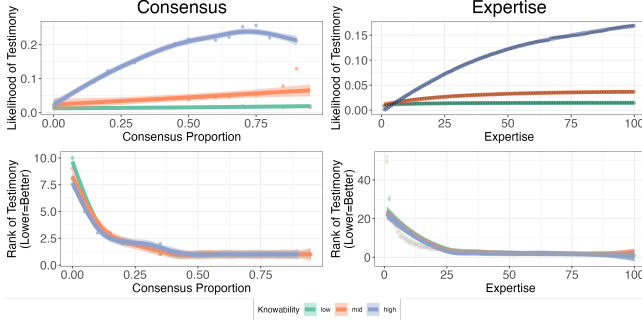 Consensus
Expertise
Likelihood of Testimony
0.2
0.1
0.0
0.00 0.25 0.50 0.75
Consensus Proportion
Likelihood of Testimony
0.15
0.10
0.05
0.00
0 25 50 75 100
Expertise
Rank of Testimony
(Lower=Better)
10.0
7.5
5.0
2.5
0.0
0.00 0.25 0.50 0.75
Consensus Proportion
Rank of Testimony
(Lower=Better)
40
20
0
0 25 50 75 100
Expertise
Knowability low mid high